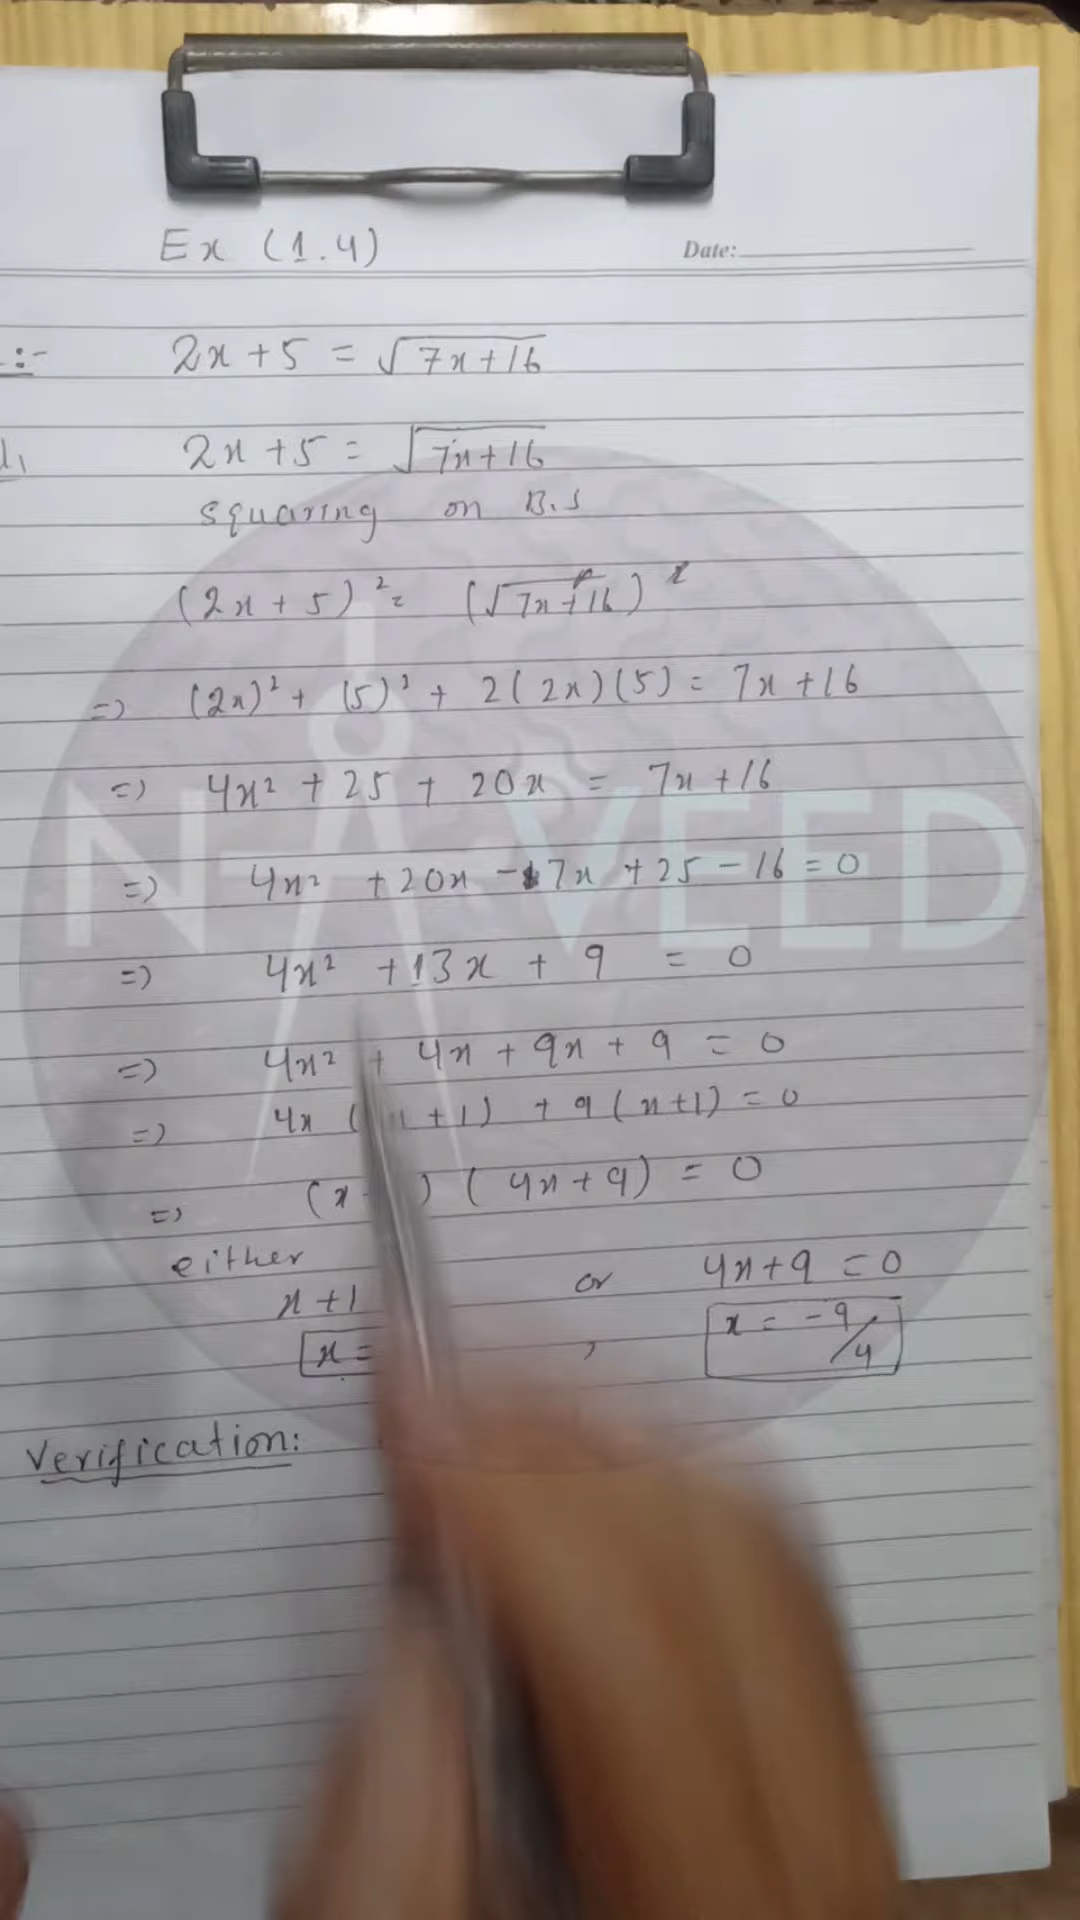 Ex (1.4)
Date:
:- 2x + 5 = √7x + 16
2x + 5 = √7x + 16
squaring on B.S
(2x + 5)² = (√7x + 16)²
=> (2x)² + (5)² + 2(2x)(5) = 7x + 16
=> 4x² + 25 + 20x = 7x + 16
=> 4x² + 20x - 7x + 25 - 16 = 0
=> 4x² + 13x + 9 = 0
=> 4x² + 4x + 9x + 9 = 0
=> 4x ( + 1) + 9(x+1) = 0
=> (x ) (4x + 9) = 0
either
x + 1 or 4x + 9 = 0
x = , x = -9/4
Verification:
NAVEED